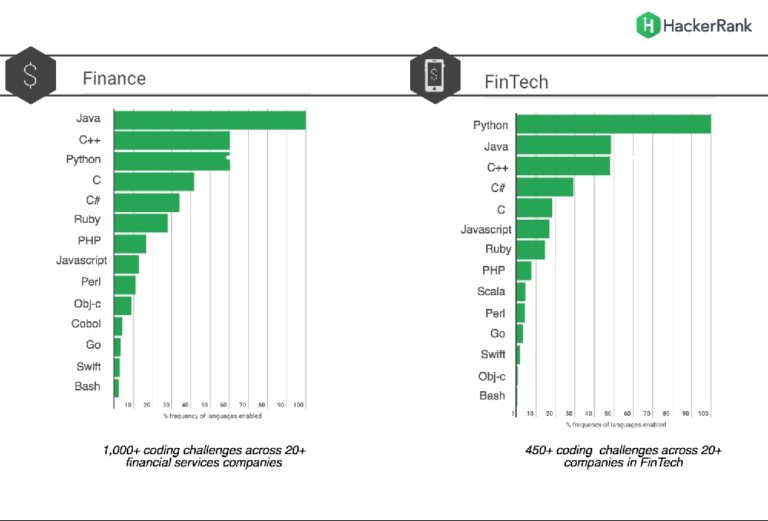 HackerRank
$
Finance
Java
C++
Python
C
C#
Ruby
PHP
Javascript
Perl
Obj-c
Cobol
Go
Swift
Bash
10 20 30 40 50 60 70 80 90 100
% frequency of languages enabled
1,000+ coding challenges across 20+
financial services companies
$
FinTech
Python
Java
C++
C#
C
Javascript
Ruby
PHP
Scala
Perl
Go
Swift
Obj-c
Bash
10 20 30 40 50 60 70 80 90 100
% frequency of languages enabled
450+ coding challenges across 20+
companies in FinTech